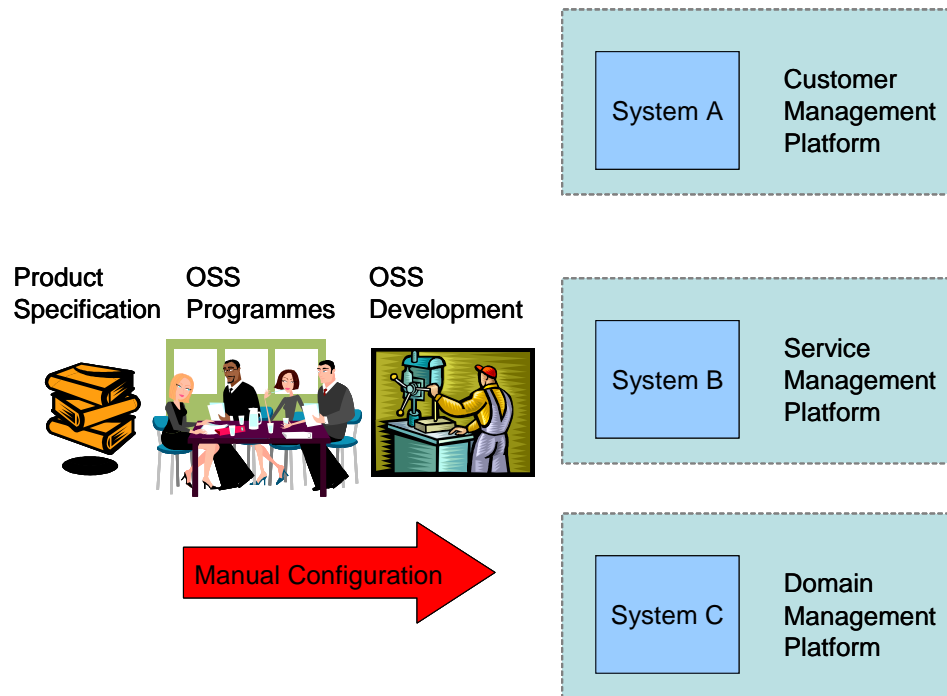 System A
Customer
Management
Platform
Product
Specification
OSS
Programmes
OSS
Development
System B
Service
Management
Platform
Manual Configuration
System C
Domain
Management
Platform